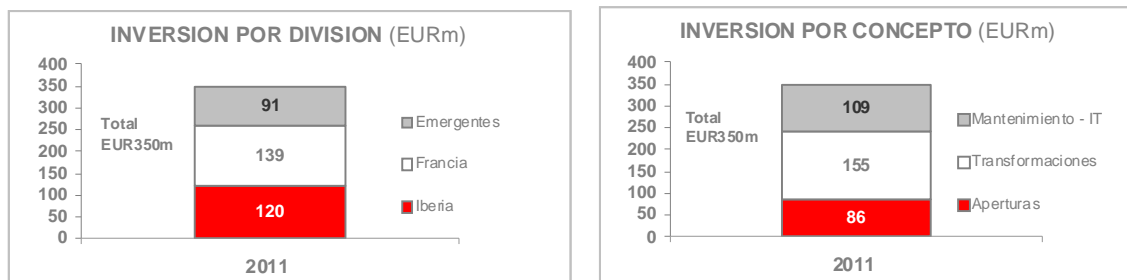 INVERSION POR DIVISION (EURm)
400
350
300
250
200
150
100
50
0
Total
EUR350m
91
139
120
Emergentes
Francia
Iberia
2011
INVERSION POR CONCEPTO (EURm)
400
350
300
250
200
150
100
50
0
Total
EUR350m
109
155
86
Mantenimiento - IT
Transformaciones
Aperturas
2011